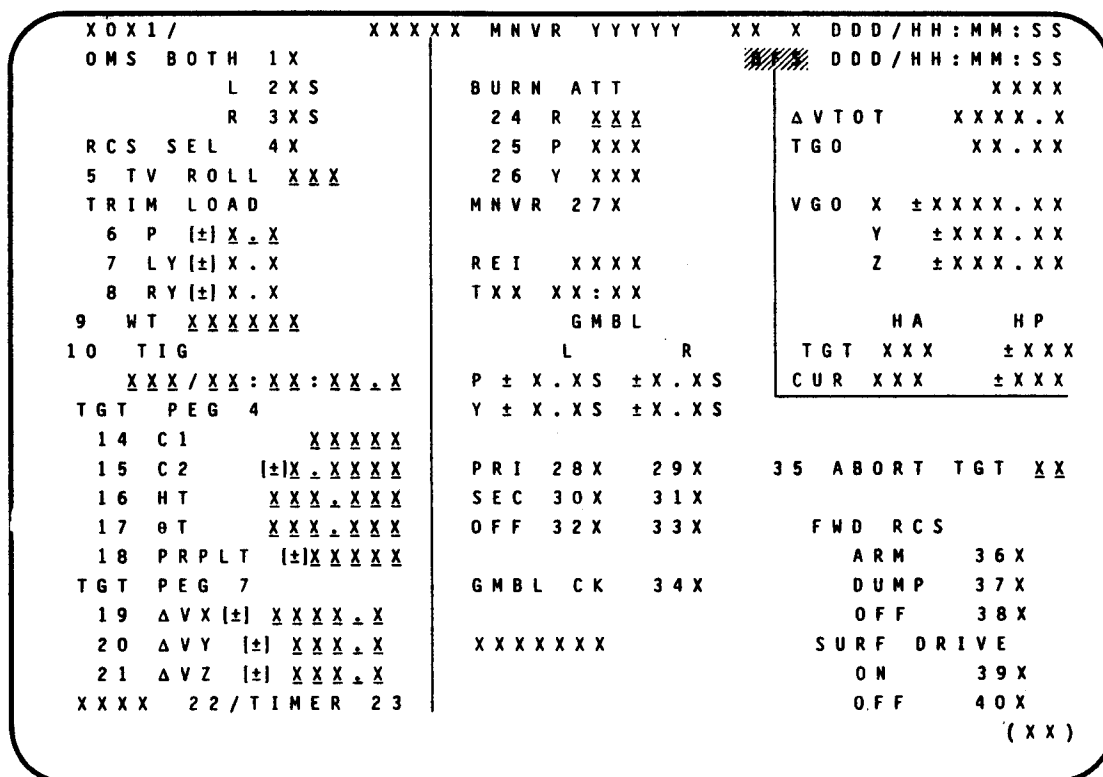 XOX1/ XXXXX MNVR YYYYY XX X DDD/HH:MM:SS
OMS BOTH 1X BFS DDD/HH:MM:SS
L 2XS BURN ATT XXXX
R 3XS 24 R XXX ΔVTOT XXXX.X
RCS SEL 4X 25 P XXX TGO XX.XX
5 TV ROLL XXX 26 Y XXX
TRIM LOAD MNVR 27X VGO X ±XXXX.XX
6 P [±]X.X Y ±XXX.XX
7 LY[±]X.X REI XXXX Z ±XXX.XX
8 RY[±]X.X TXX XX:XX
9 WT XXXXXX GMBL HA HP
10 TIG L R TGT XXX ±XXX
XXX/XX:XX:XX.X P ± X.XS ±X.XS CUR XXX ±XXX
TGT PEG 4 Y ± X.XS ±X.XS
14 C1 XXXXX
15 C2 [±]X.XXXX PRI 28X 29X 35 ABORT TGT XX
16 HT XXX.XXX SEC 30X 31X
17 θT XXX.XXX OFF 32X 33X FWD RCS
18 PRPLT [±]XXXXX ARM 36X
TGT PEG 7 GMBL CK 34X DUMP 37X
19 ΔVX[±] XXXX.X OFF 38X
20 ΔVY [±] XXX.X XXXXXXX SURF DRIVE
21 ΔVZ [±] XXX.X ON 39X
XXXX 22/TIMER 23 OFF 40X
(XX)